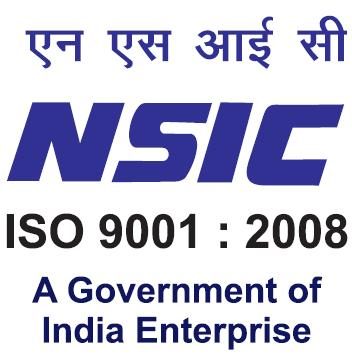 एन एस आई सी
NSIC
ISO 9001 : 2008
A Government of
India Enterprise